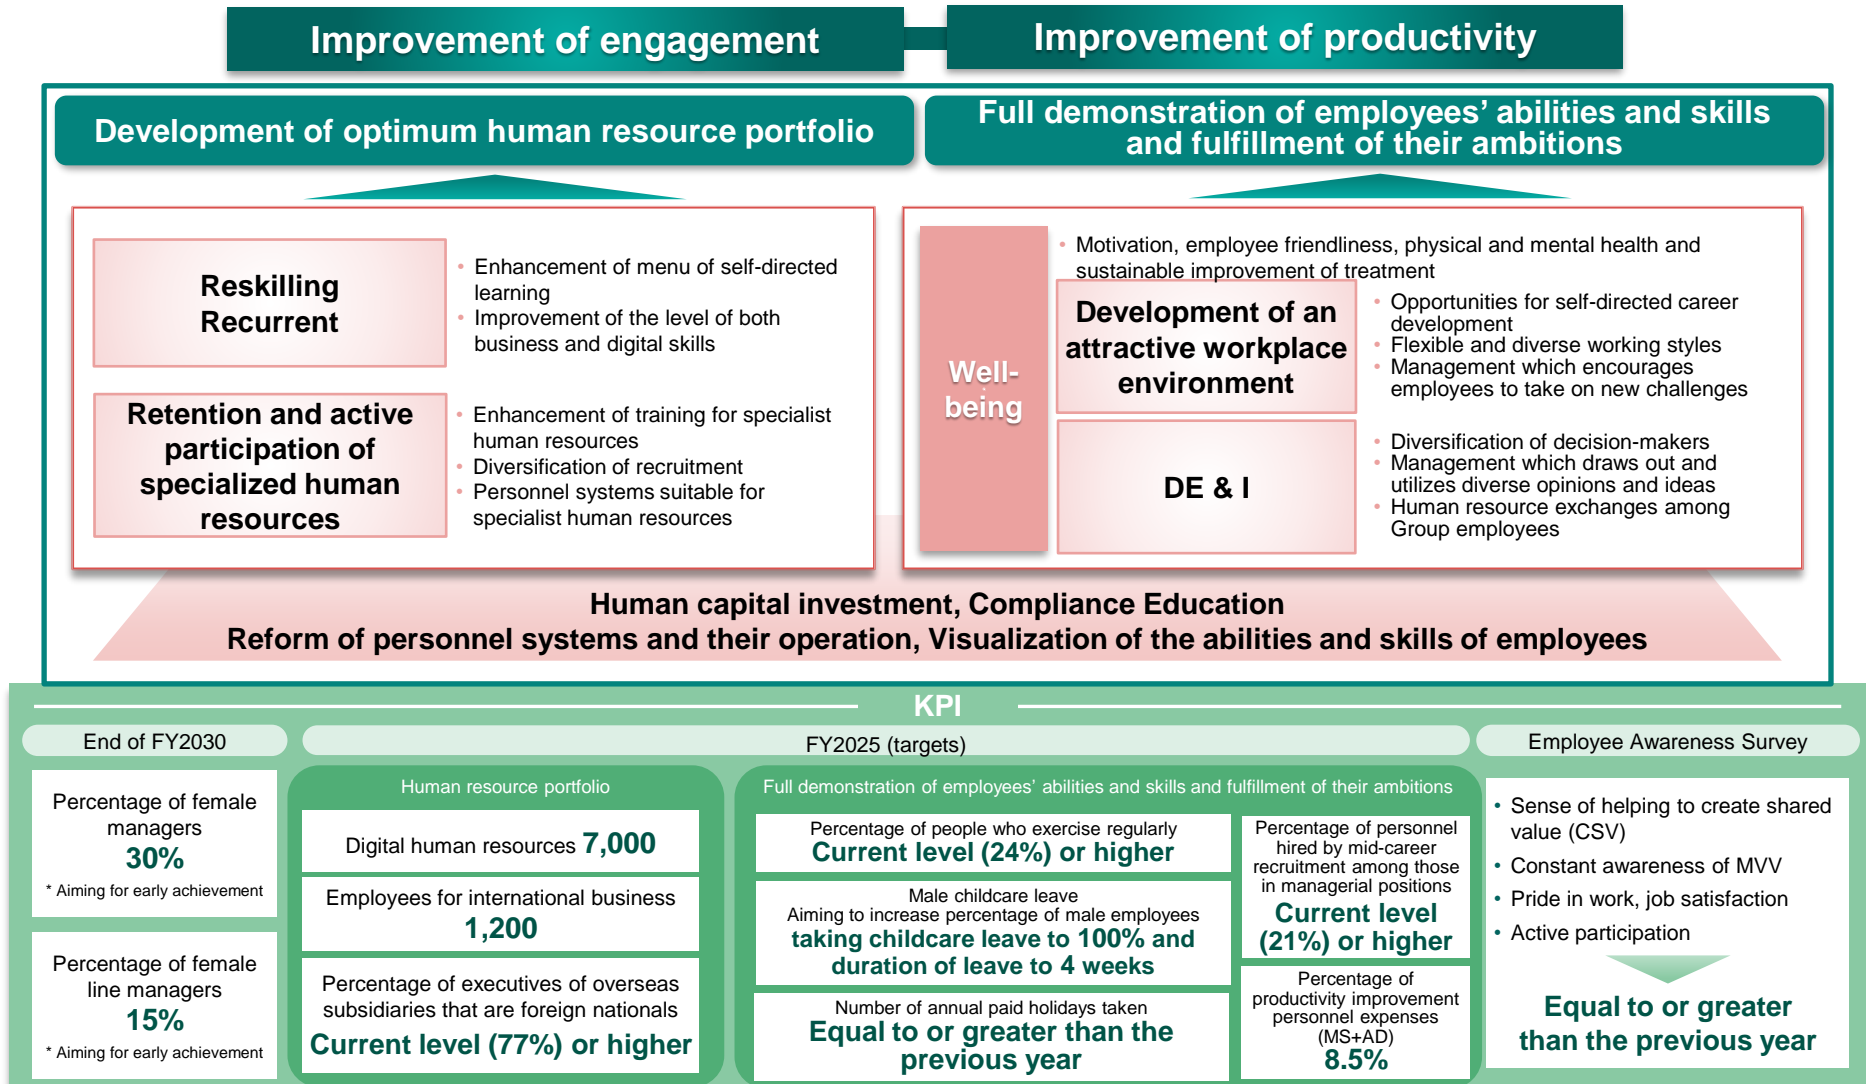 Improvement of engagement
Improvement of productivity
Development of optimum human resource portfolio
Full demonstration of employees’ abilities and skills
and fulfillment of their ambitions
Reskilling
Recurrent
• Enhancement of menu of self-directed
learning
• Improvement of the level of both
business and digital skills
Retention and active
participation of
specialized human
resources
• Enhancement of training for specialist
human resources
• Diversification of recruitment
• Personnel systems suitable for
specialist human resources
Well-
being
• Motivation, employee friendliness, physical and mental health and
sustainable improvement of treatment
Development of an
attractive workplace
environment
• Opportunities for self-directed career
development
• Flexible and diverse working styles
• Management which encourages
employees to take on new challenges
DE & I
• Diversification of decision-makers
• Management which draws out and
utilizes diverse opinions and ideas
• Human resource exchanges among
Group employees
Human capital investment, Compliance Education
Reform of personnel systems and their operation, Visualization of the abilities and skills of employees
KPI
End of FY2030
Percentage of female
managers
30%
* Aiming for early achievement
Percentage of female
line managers
15%
* Aiming for early achievement
FY2025 (targets)
Human resource portfolio
Digital human resources 7,000
Employees for international business
1,200
Percentage of executives of overseas
subsidiaries that are foreign nationals
Current level (77%) or higher
Full demonstration of employees’ abilities and skills and fulfillment of their ambitions
Percentage of people who exercise regularly
Current level (24%) or higher
Male childcare leave
Aiming to increase percentage of male employees
taking childcare leave to 100% and
duration of leave to 4 weeks
Number of annual paid holidays taken
Equal to or greater than the
previous year
Percentage of personnel
hired by mid-career
recruitment among those
in managerial positions
Current level
(21%) or higher
Percentage of
productivity improvement
personnel expenses
(MS+AD)
8.5%
Employee Awareness Survey
• Sense of helping to create shared
value (CSV)
• Constant awareness of MVV
• Pride in work, job satisfaction
• Active participation
Equal to or greater
than the previous year